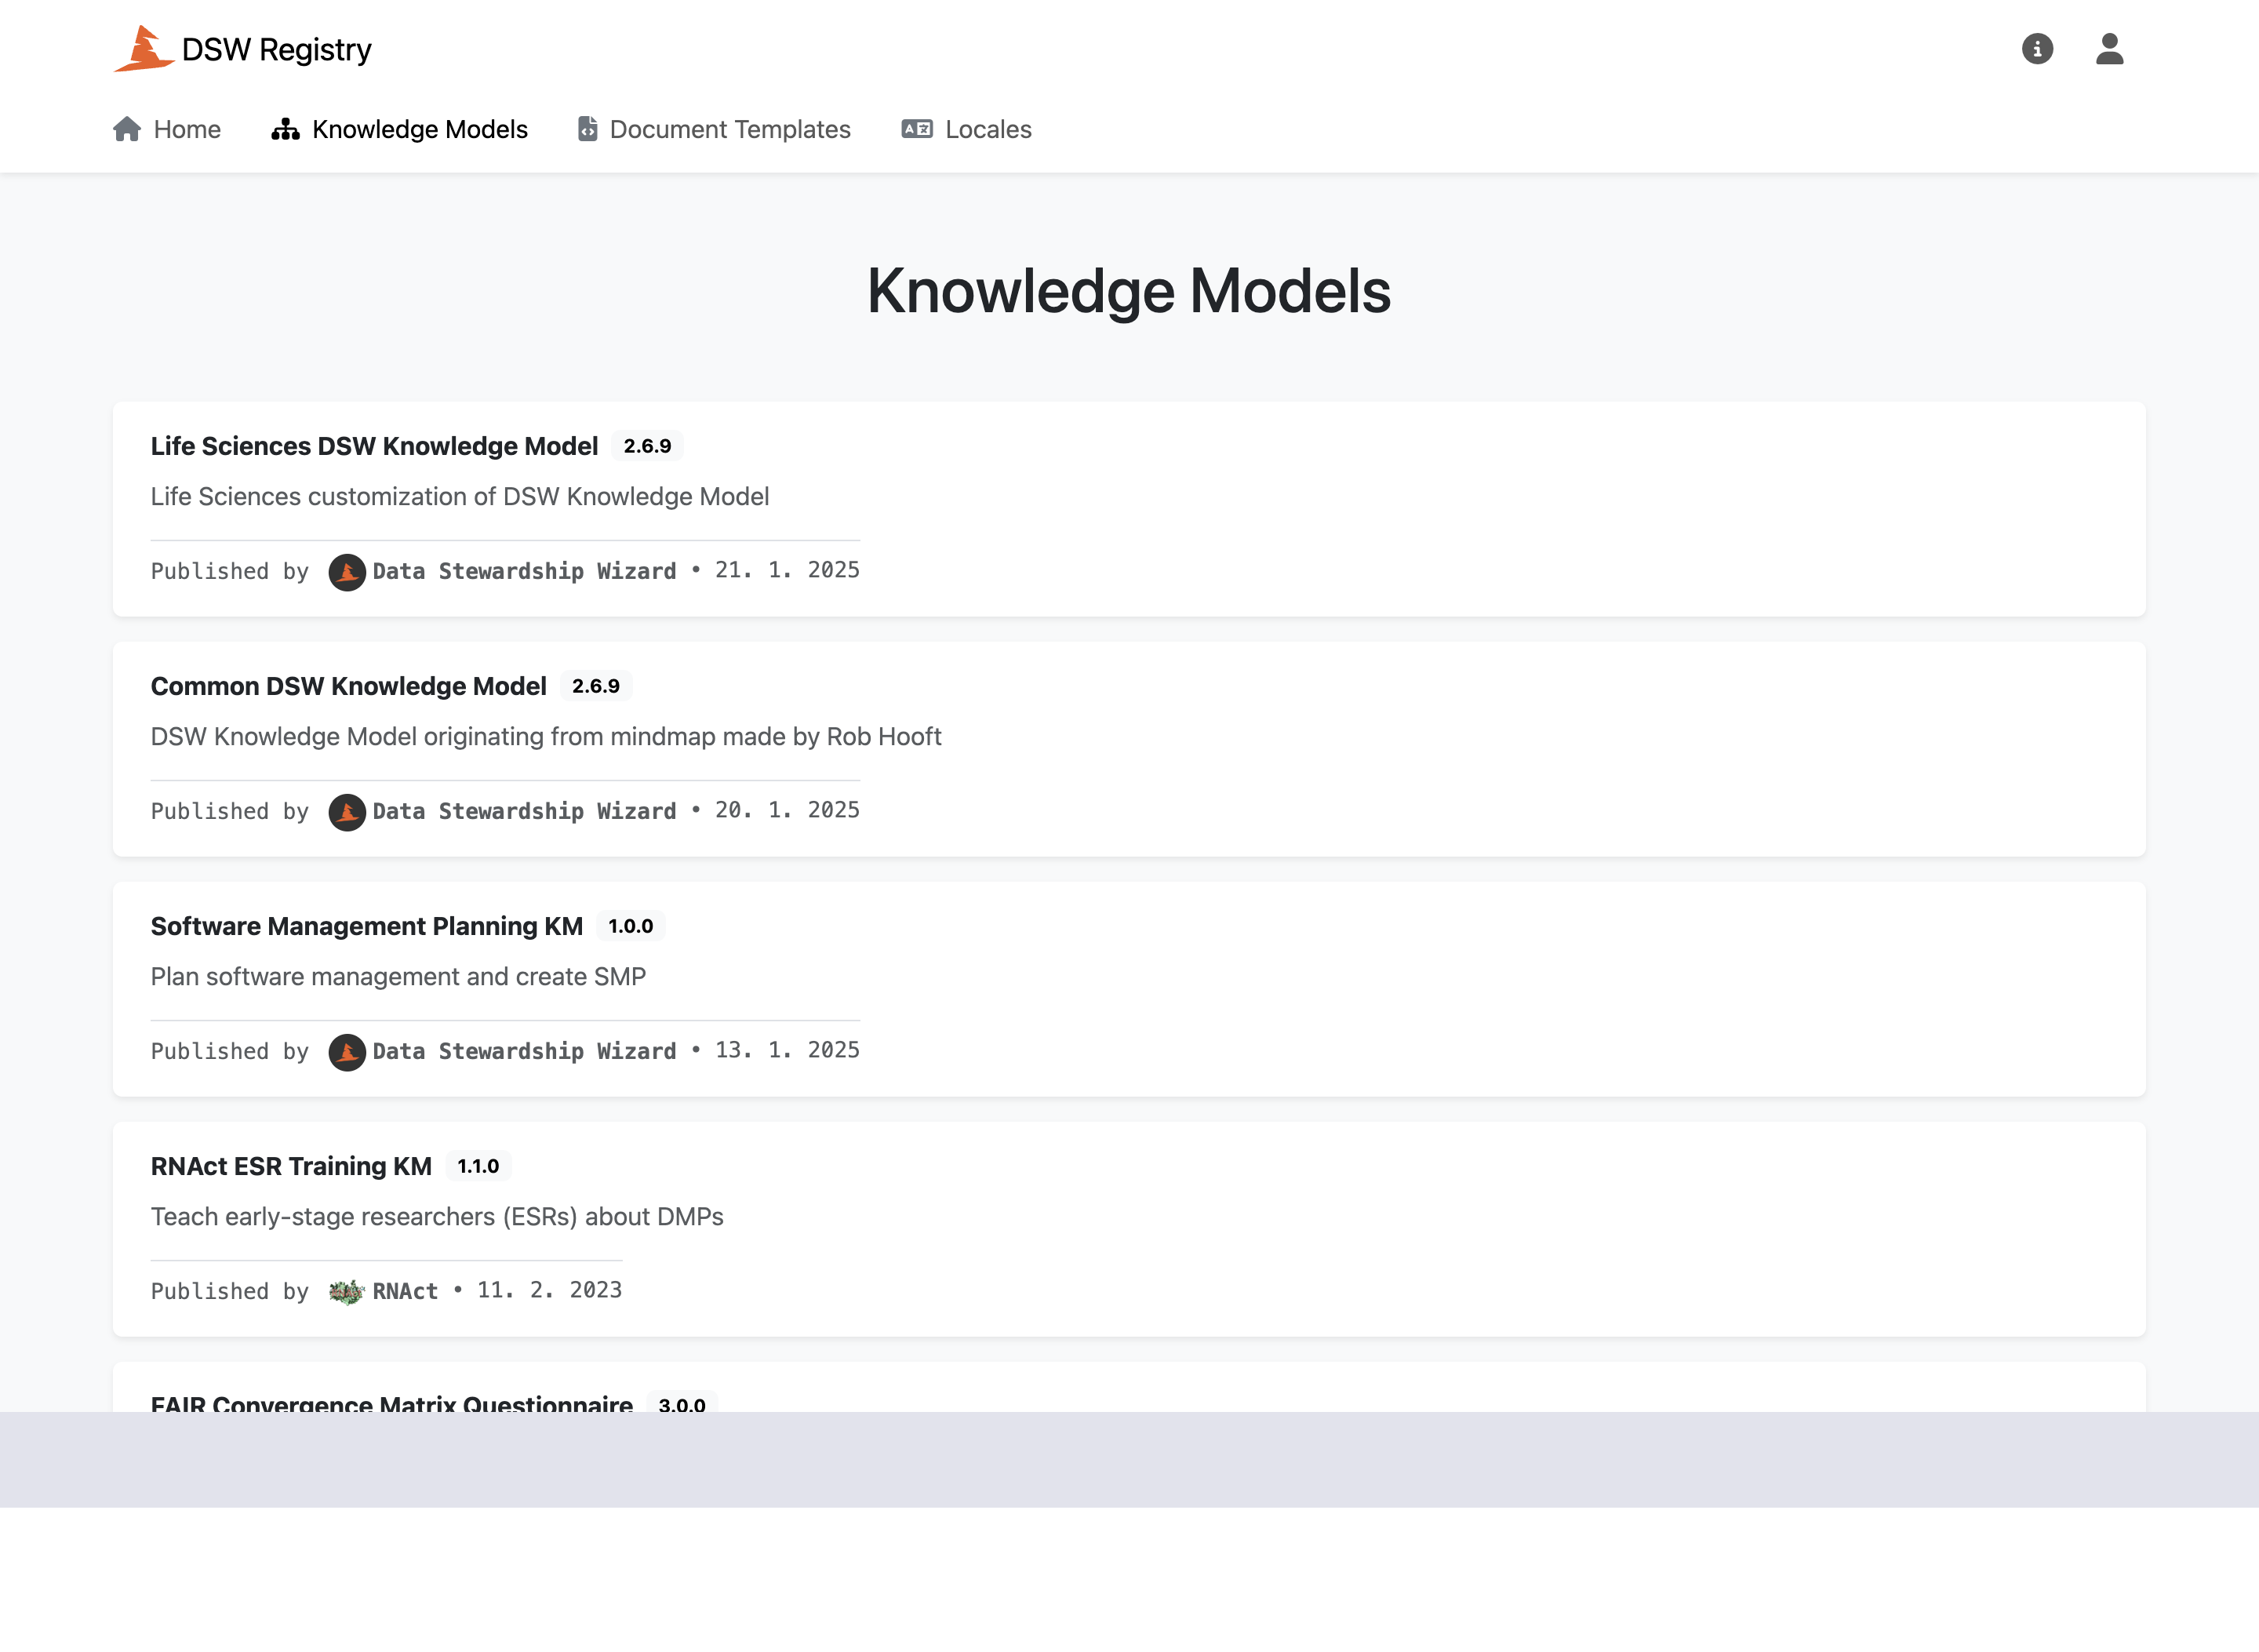 DSW Registry
Home Knowledge Models Document Templates Locales
Knowledge Models
Life Sciences DSW Knowledge Model 2.6.9
Life Sciences customization of DSW Knowledge Model
Published by Data Stewardship Wizard • 21. 1. 2025
Common DSW Knowledge Model 2.6.9
DSW Knowledge Model originating from mindmap made by Rob Hooft
Published by Data Stewardship Wizard • 20. 1. 2025
Software Management Planning KM 1.0.0
Plan software management and create SMP
Published by Data Stewardship Wizard • 13. 1. 2025
RNAct ESR Training KM 1.1.0
Teach early-stage researchers (ESRs) about DMPs
Published by RNAct • 11. 2. 2023
FAIR Convergence Matrix Questionnaire 3.0.0